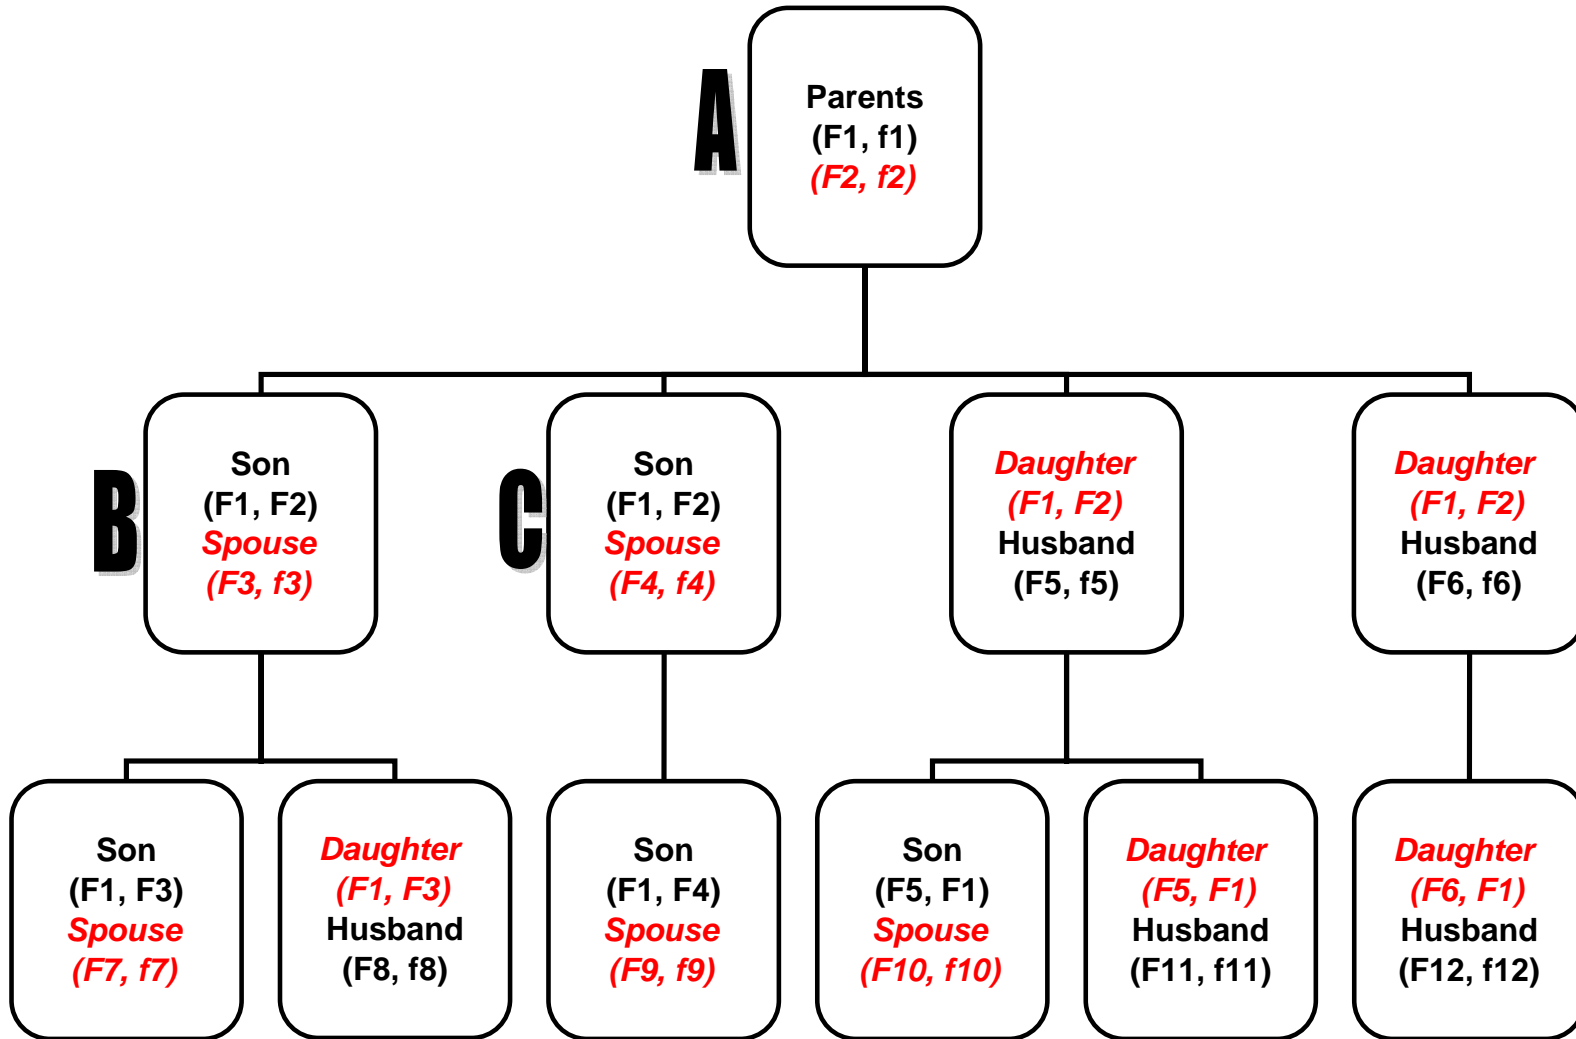 A
Parents
(F1, f1)
(F2, f2)
B
Son
(F1, F2)
Spouse
(F3, f3)
C
Son
(F1, F2)
Spouse
(F4, f4)
Daughter
(F1, F2)
Husband
(F5, f5)
Daughter
(F1, F2)
Husband
(F6, f6)
Son
(F1, F3)
Spouse
(F7, f7)
Daughter
(F1, F3)
Husband
(F8, f8)
Son
(F1, F4)
Spouse
(F9, f9)
Son
(F5, F1)
Spouse
(F10, f10)
Daughter
(F5, F1)
Husband
(F11, f11)
Daughter
(F6, F1)
Husband
(F12, f12)